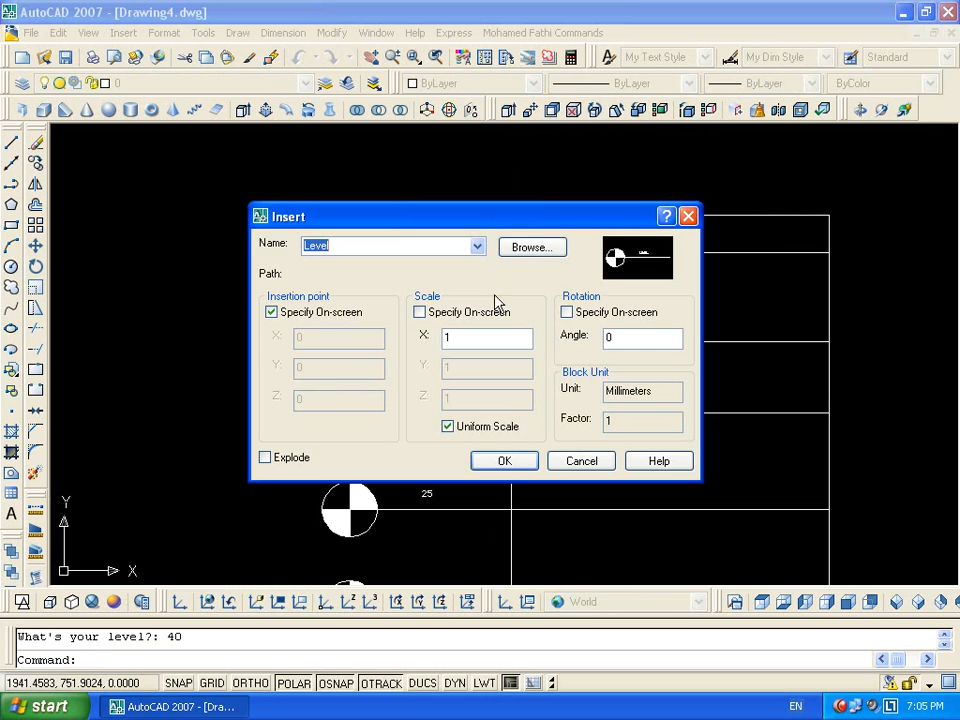 AutoCAD 2007 - [Drawing4.dwg]
File Edit View Insert Format Tools Draw Dimension Modify Window Help Express Mohamed Fathi Commands
My Text Style My Dim Style Standard
0 ByLayer ByLayer ByLayer ByColor
Insert
Name: Level Browse...
Path:
Insertion point Scale Rotation
Specify On-screen Specify On-screen Specify On-screen
X: 0 X: 1 Angle: 0
Y: 0 Y: 1
Block Unit
Unit: Millimeters
Z: 0 Z: 1
Factor: 1
Uniform Scale
Explode OK Cancel Help
25
Y
X
World
What's your level?: 40
Command:
1941.4583, 751.9024, 0.0000 SNAP GRID ORTHO POLAR OSNAP OTRACK DUCS DYN LWT
start AutoCAD 2007 - [Dra... EN 7:05 PM